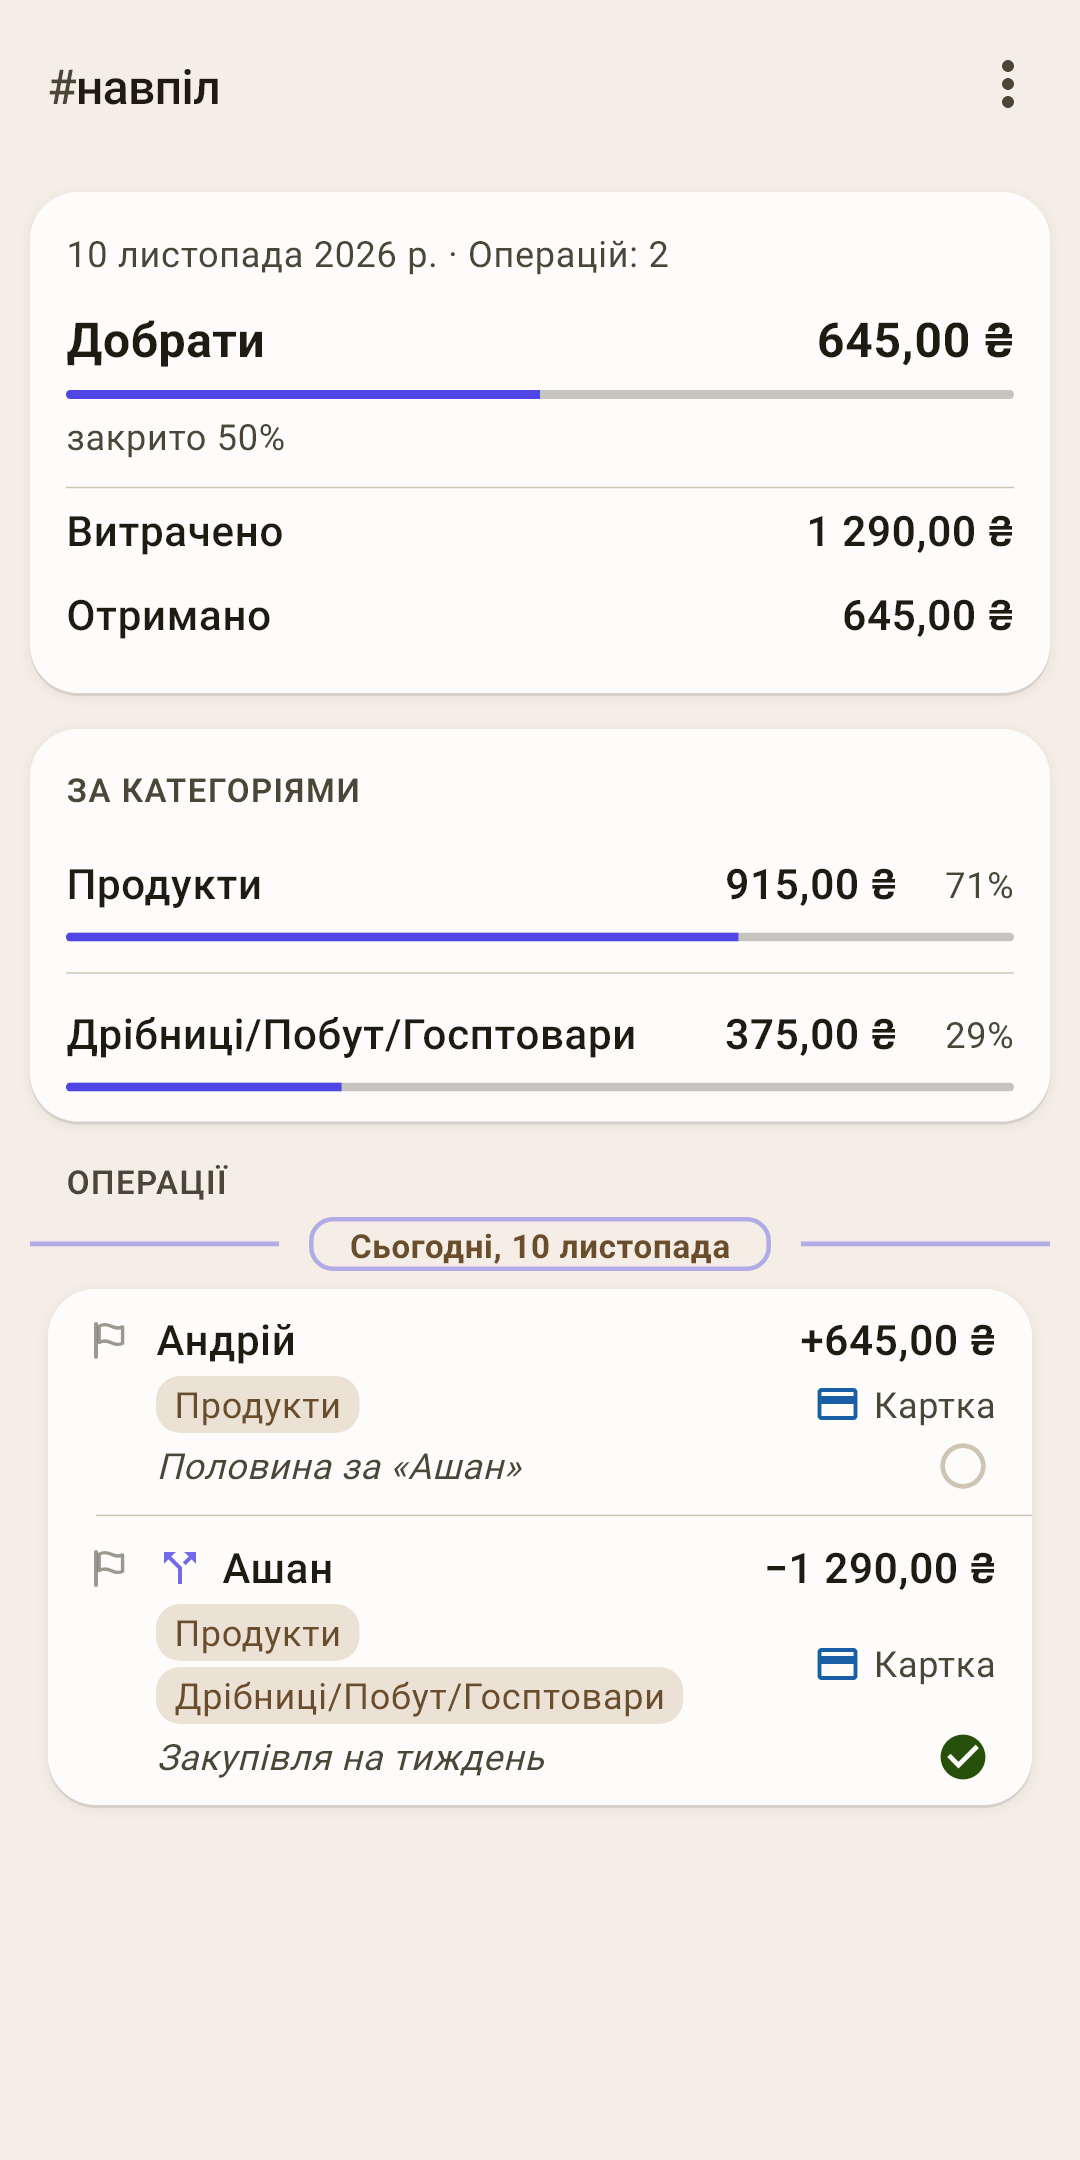 #навпіл
10 листопада 2026 р. · Операцій: 2
Добрати 645,00 ₴
закрито 50%
Витрачено 1 290,00 ₴
Отримано 645,00 ₴
ЗА КАТЕГОРІЯМИ
Продукти 915,00 ₴ 71%
Дрібниці/Побут/Госптовари 375,00 ₴ 29%
ОПЕРАЦІЇ
Сьогодні, 10 листопада
Андрій +645,00 ₴
Продукти Картка
Половина за «Ашан»
Ашан −1 290,00 ₴
Продукти
Картка
Дрібниці/Побут/Госптовари
Закупівля на тиждень